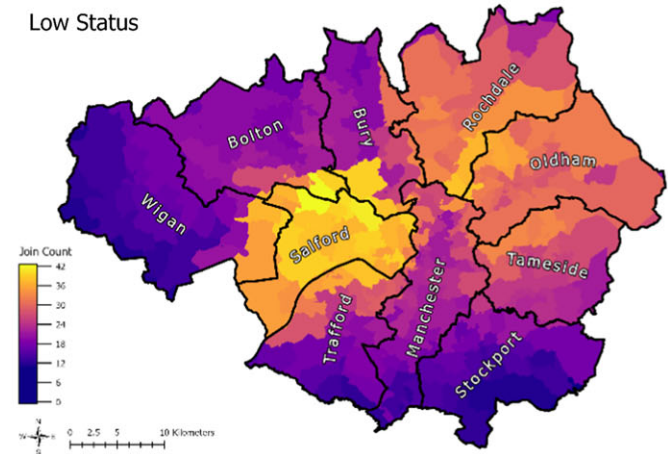 Low Status
Rochdale
Bury
Bolton
Oldham
Wigan
Salford
Tameside
Manchester
Trafford
Stockport
Join Count
42
36
30
24
18
12
6
0
N
W E
S
0 2.5 5 10 Kilometers